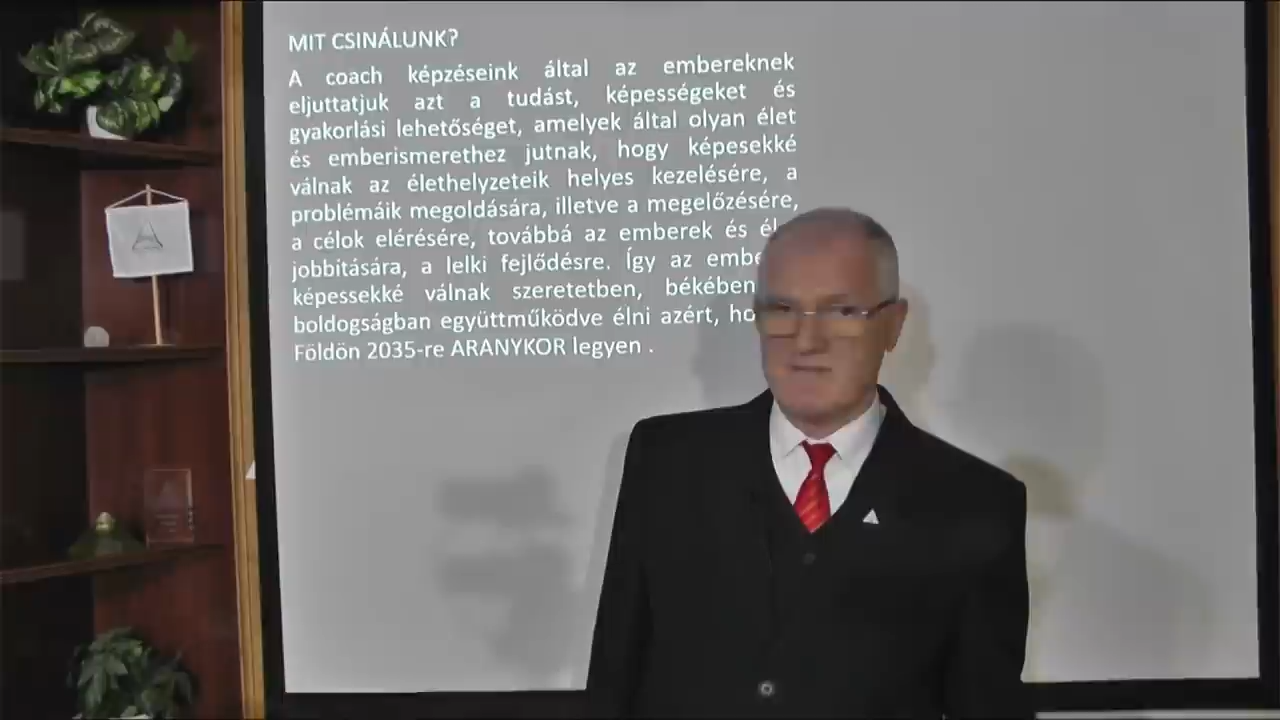 MIT CSINÁLUNK?
A coach képzéseink által az embereknek
eljuttatjuk azt a tudást, képességeket és
gyakorlási lehetőséget, amelyek által olyan élet
és emberismerethez jutnak, hogy képesekké
válnak az élethelyzeteik helyes kezelésére, a
problémáik megoldására, illetve a megelőzésére,
a célok elérésére, továbbá az emberek és
jobbítására, a lelki fejlődésre. Így az
képessekké válnak szeretetben, békében
boldogságban együttműködve élni azért,
Földön 2035-re ARANYKOR legyen .